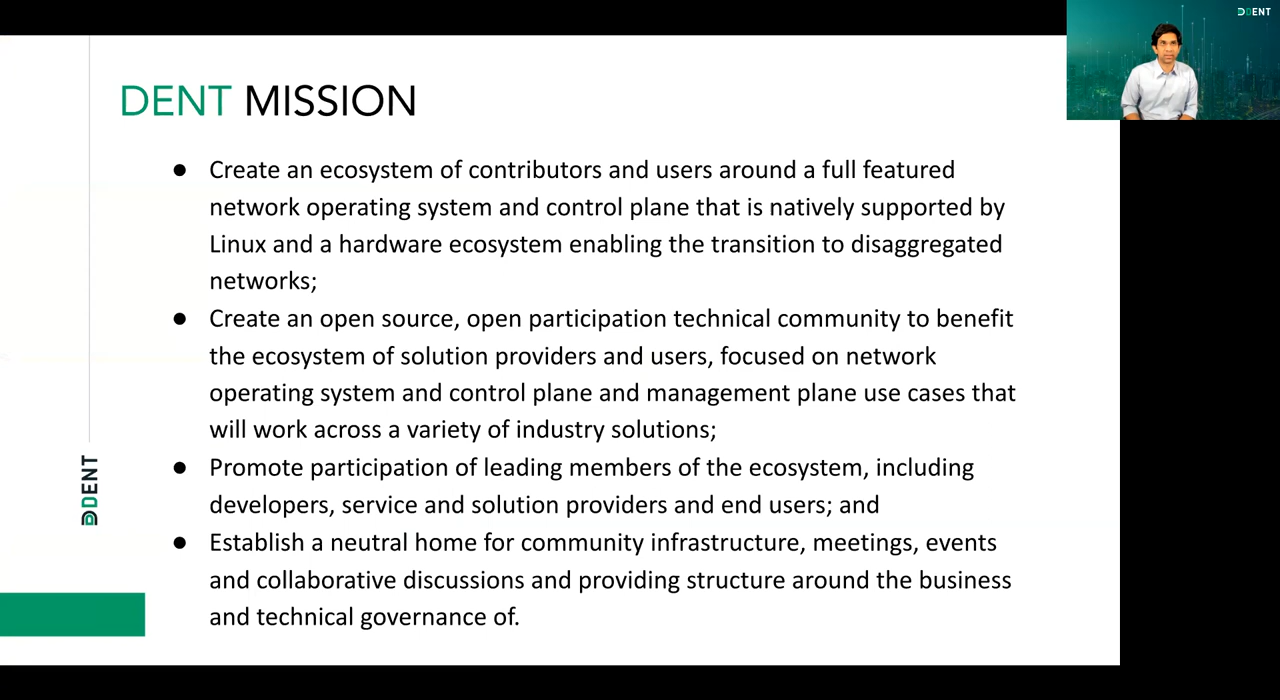 DENT
DENT MISSION
● Create an ecosystem of contributors and users around a full featured
network operating system and control plane that is natively supported by
Linux and a hardware ecosystem enabling the transition to disaggregated
networks;
● Create an open source, open participation technical community to benefit
the ecosystem of solution providers and users, focused on network
operating system and control plane and management plane use cases that
will work across a variety of industry solutions;
● Promote participation of leading members of the ecosystem, including
developers, service and solution providers and end users; and
● Establish a neutral home for community infrastructure, meetings, events
and collaborative discussions and providing structure around the business
and technical governance of.
DENT